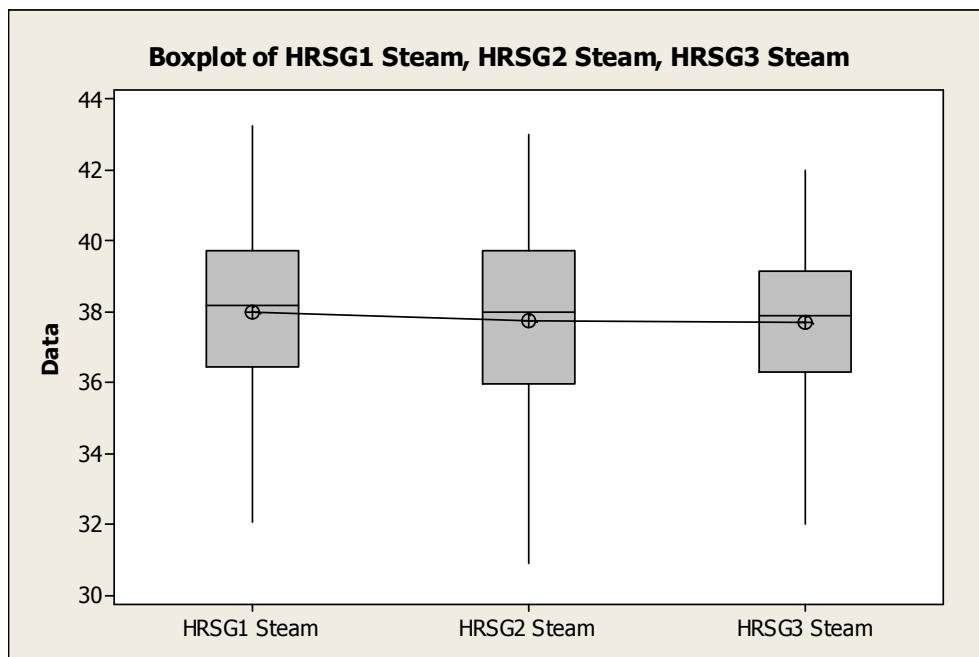 Boxplot of HRSG1 Steam, HRSG2 Steam, HRSG3 Steam
44
42
40
38
36
34
32
30
Data
HRSG1 Steam
HRSG2 Steam
HRSG3 Steam